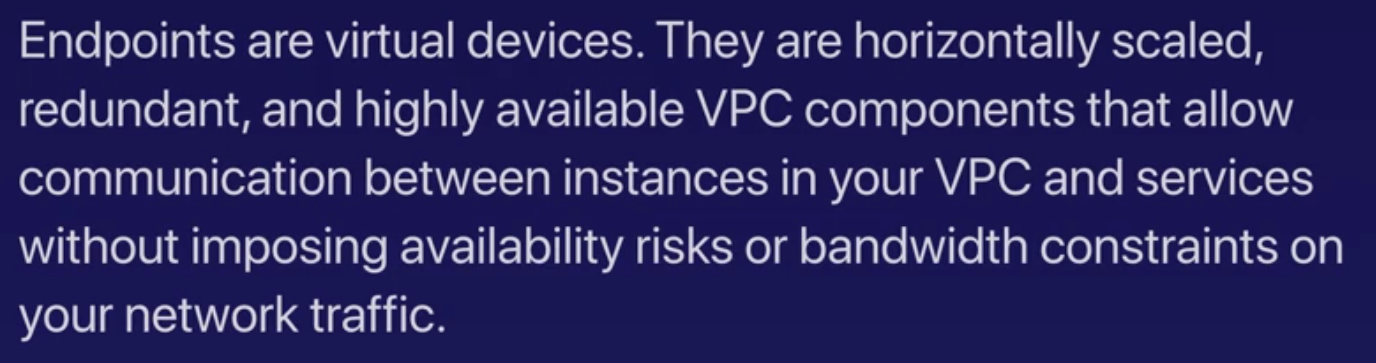 Endpoints are virtual devices. They are horizontally scaled,
redundant, and highly available VPC components that allow
communication between instances in your VPC and services
without imposing availability risks or bandwidth constraints on
your network traffic.